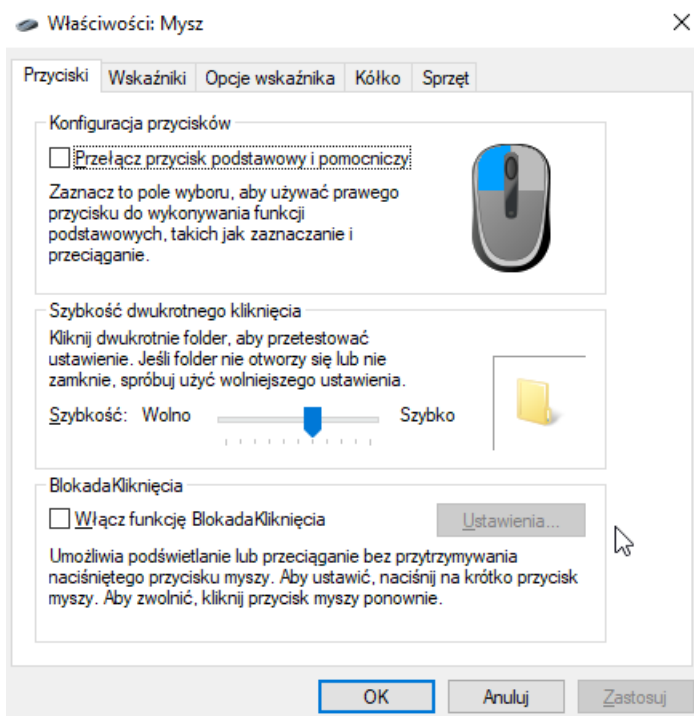 Właściwości: Mysz
Przyciski Wskaźniki Opcje wskaźnika Kółko Sprzęt
Konfiguracja przycisków
Przełącz przycisk podstawowy i pomocniczy
Zaznacz to pole wyboru, aby używać prawego
przycisku do wykonywania funkcji
podstawowych, takich jak zaznaczanie i
przeciąganie.
Szybkość dwukrotnego kliknięcia
Kliknij dwukrotnie folder, aby przetestować
ustawienie. Jeśli folder nie otworzy się lub nie
zamknie, spróbuj użyć wolniejszego ustawienia.
Szybkość: Wolno Szybko
BlokadaKliknięcia
Włącz funkcję BlokadaKliknięcia Ustawienia...
Umożliwia podświetlanie lub przeciąganie bez przytrzymywania
naciśniętego przycisku myszy. Aby ustawić, naciśnij na krótko przycisk
myszy. Aby zwolnić, kliknij przycisk myszy ponownie.
OK Anuluj Zastosuj